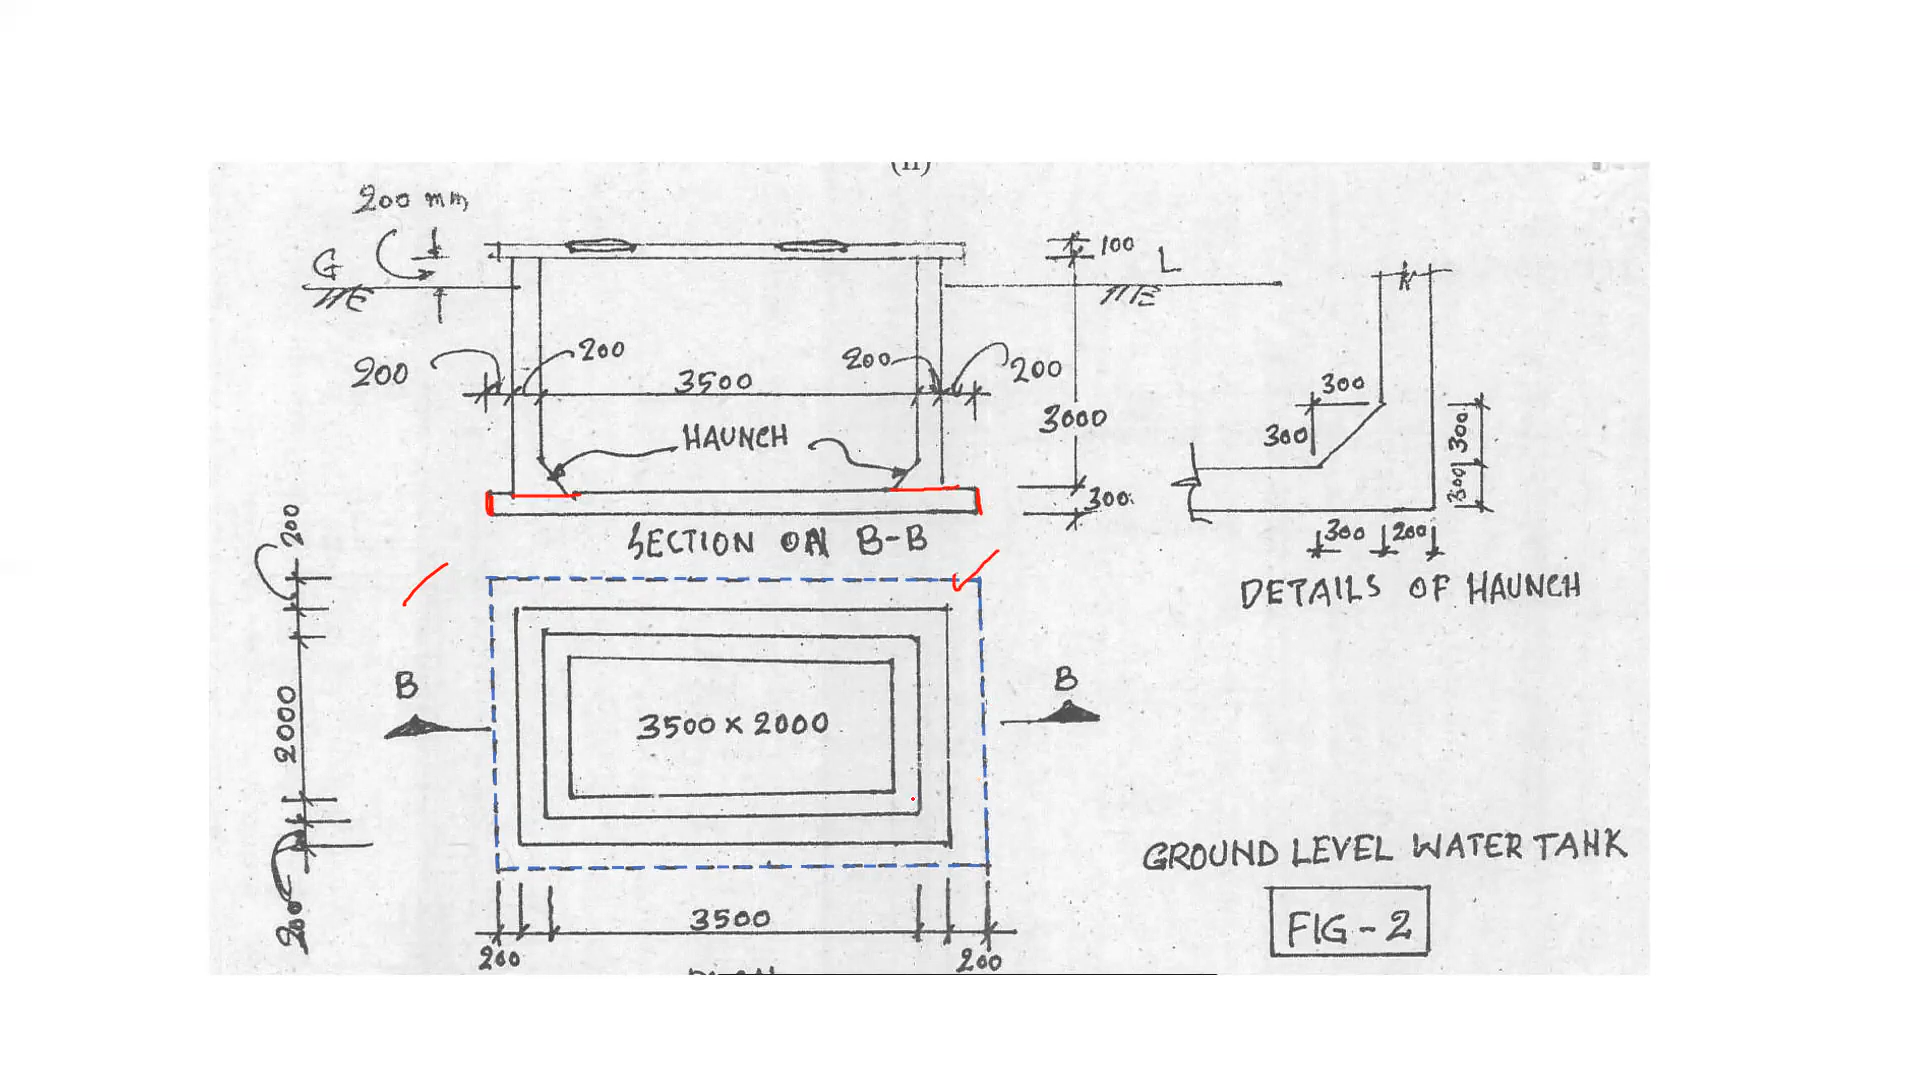 (ii)
200 mm
G
100
L
200
200
3500
200
200
3000
HAUNCH
300
SECTION ON B-B
300
300
300
300
300
200
DETAILS OF HAUNCH
200
2000
200
B
3500 x 2000
B
3500
200
200
GROUND LEVEL WATER TANK
FIG-2